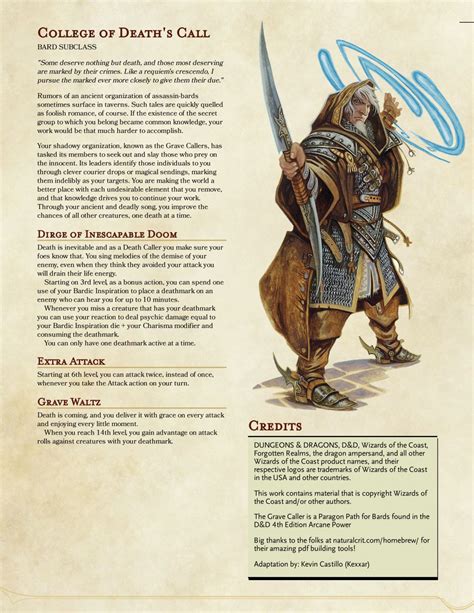 College of Death's Call
BARD SUBCLASS
"Some deserve nothing but death, and those most deserving
are marked by their crimes. Like a requiem's crescendo, I
pursue the marked ever more closely to give them their due."
Rumors of an ancient organization of assassin-bards
sometimes surface in taverns. Such tales are quickly quelled
as foolish romance, of course. If the existence of the secret
group to which you belong became common knowledge, your
work would be that much harder to accomplish.
Your shadowy organization, known as the Grave Callers, has
tasked its members to seek out and slay those who prey on
the innocent. Its leaders identify those individuals to you
through clever courier drops or magical sendings, marking
them indelibly as your targets. You are making the world a
better place with each undesirable element that you remove,
and that knowledge drives you to continue your work.
Through your ancient and deadly song, you improve the
chances of all other creatures, one death at a time.
Dirge of Inescapable Doom
Death is inevitable and as a Death Caller you make sure your
foes know that. You sing melodies of the demise of your
enemy, even when they think they avoided your attack you
will drain their life energy.
Starting on 3rd level, as a bonus action, you can spend one
use of your Bardic Inspiration to place a deathmark on an
enemy who can hear you for up to 10 minutes.
Whenever you miss a creature that has your deathmark
you can use your reaction to deal psychic damage equal to
your Bardic Inspiration die + your Charisma modifier and
consuming the deathmark.
You can only have one deathmark active at a time.
Extra Attack
Starting at 6th level, you can attack twice, instead of once,
whenever you take the Attack action on your turn.
Grave Waltz
Death is coming, and you deliver it with grace on every attack
and enjoying every little moment.
When you reach 14th level, you gain advantage on attack
rolls against creatures with your deathmark.
Credits
DUNGEONS & DRAGONS, D&D, Wizards of the Coast,
Forgotten Realms, the dragon ampersand, and all other
Wizards of the Coast product names, and their
respective logos are trademarks of Wizards of the Coast
in the USA and other countries.
This work contains material that is copyright Wizards of
the Coast and/or other authors.
The Grave Caller is a Paragon Path for Bards found in the
D&D 4th Edition Arcane Power
Big thanks to the folks at naturalcrit.com/homebrew/ for
their amazing pdf building tools!
Adaptation by: Kevin Castillo (Kexxar)